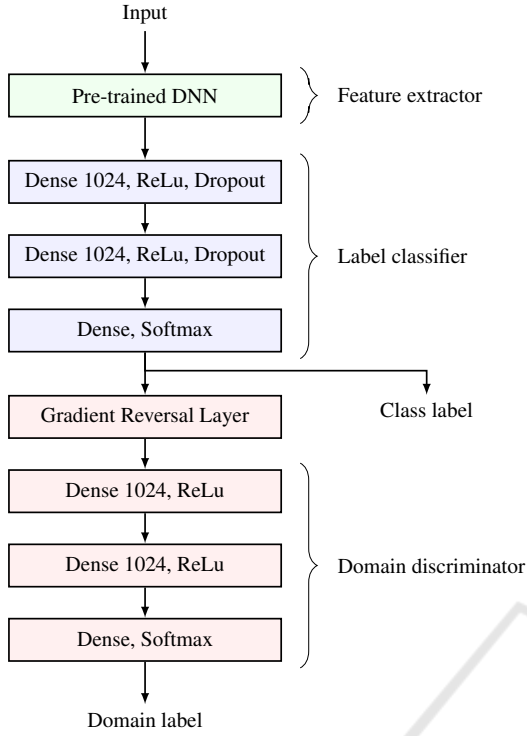 Input
Pre-trained DNN
Feature extractor
Dense 1024, ReLu, Dropout
Dense 1024, ReLu, Dropout
Label classifier
Dense, Softmax
Class label
Gradient Reversal Layer
Dense 1024, ReLu
Dense 1024, ReLu
Domain discriminator
Dense, Softmax
Domain label